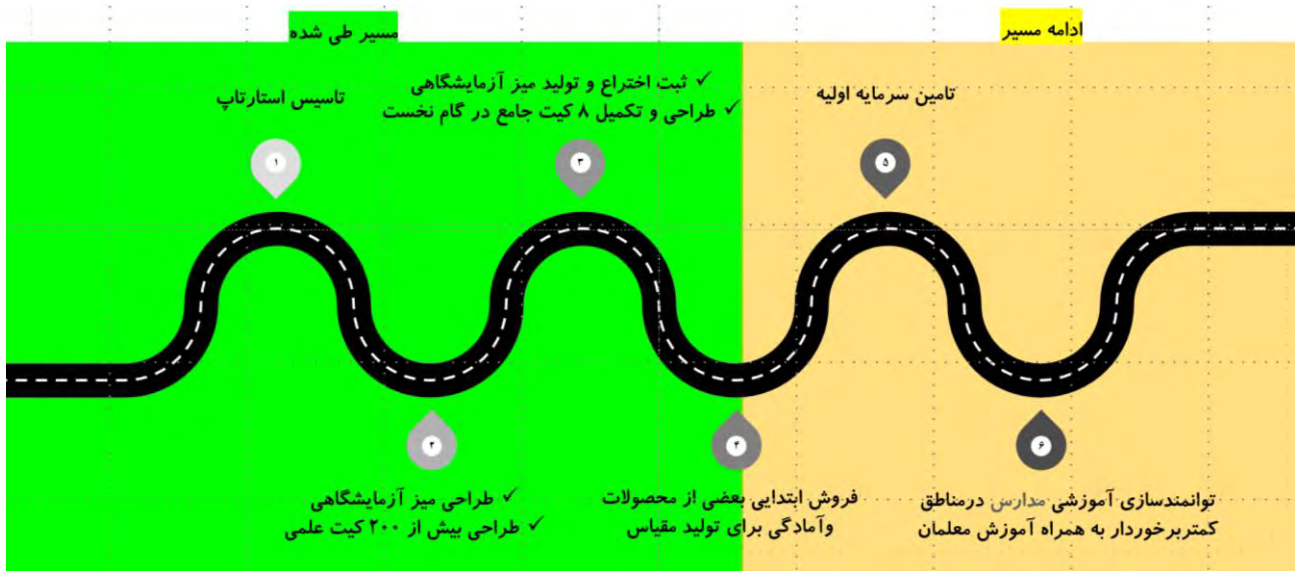 مسیر طی شده
ادامه مسیر
تاسیس استارتاپ
۱
✓ ثبت اختراع و تولید میز آزمایشگاهی
✓ طراحی و تکمیل ۸ کیت جامع در گام نخست
۳
تامین سرمایه اولیه
۵
۲
✓ طراحی میز آزمایشگاهی
✓ طراحی بیش از ۲۰۰ کیت علمی
۴
فروش ابتدایی بعضی از محصولات
وآمادگی برای تولید مقیاس
۶
توانمندسازی آموزشی مدارس درمناطق
کمتربرخوردار به همراه آموزش معلمان